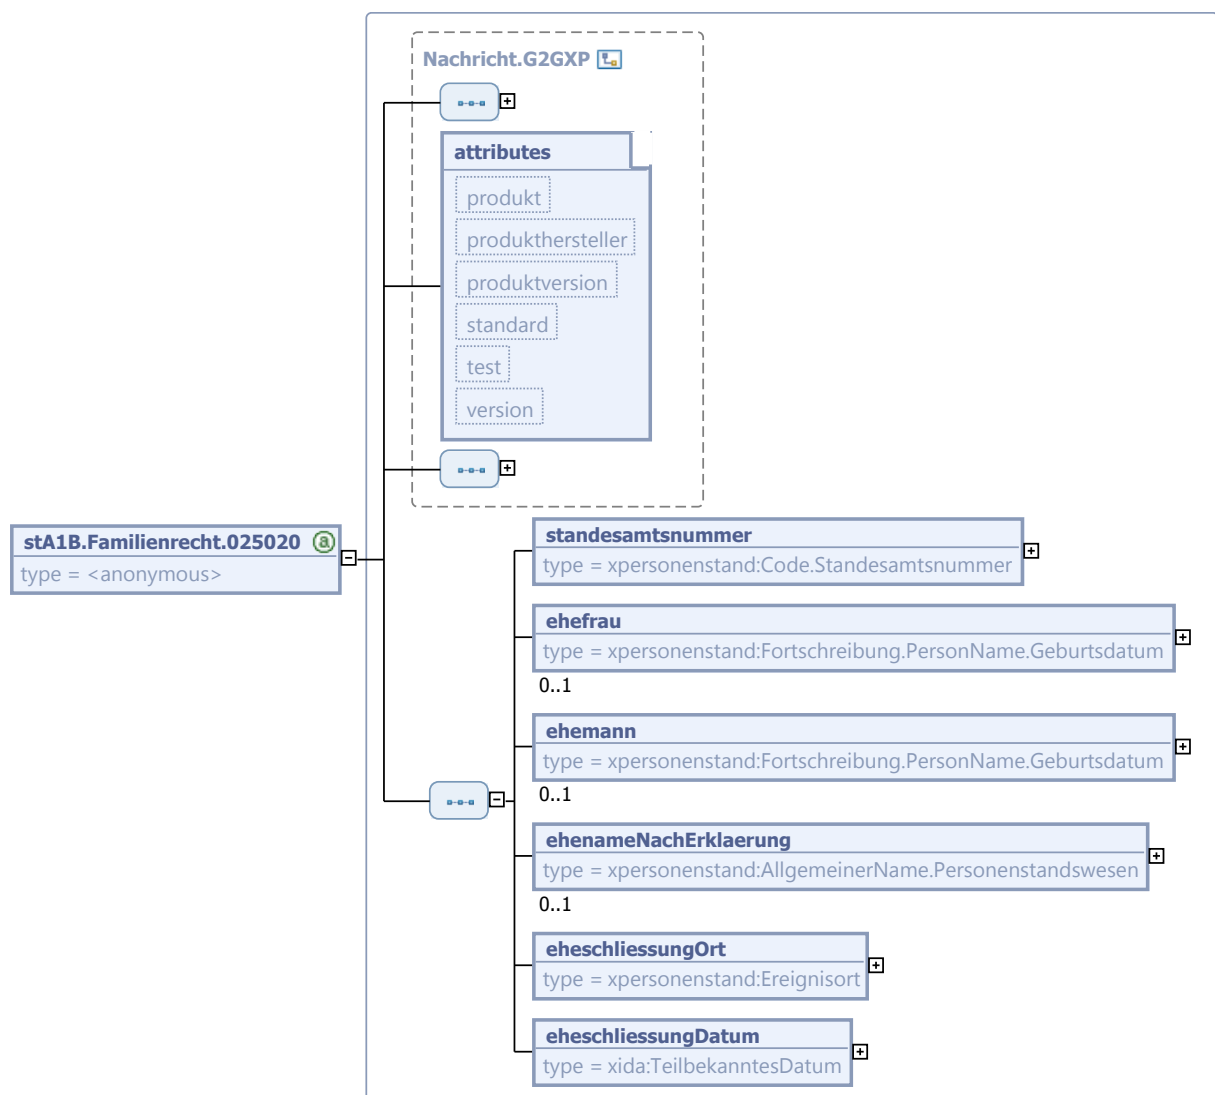 Nachricht.G2GXP
attributes
produkt
produkthersteller
produktversion
standard
test
version
stA1B.Familienrecht.025020
type = <anonymous>
standesamtsnummer
type = xpersonenstand:Code.Standesamtsnummer
ehefrau
type = xpersonenstand:Fortschreibung.PersonName.Geburtsdatum
0..1
ehemann
type = xpersonenstand:Fortschreibung.PersonName.Geburtsdatum
0..1
ehenameNachErklaerung
type = xpersonenstand:AllgemeinerName.Personenstandswesen
0..1
eheschliessungOrt
type = xpersonenstand:Ereignisort
eheschliessungDatum
type = xida:TeilbekanntesDatum